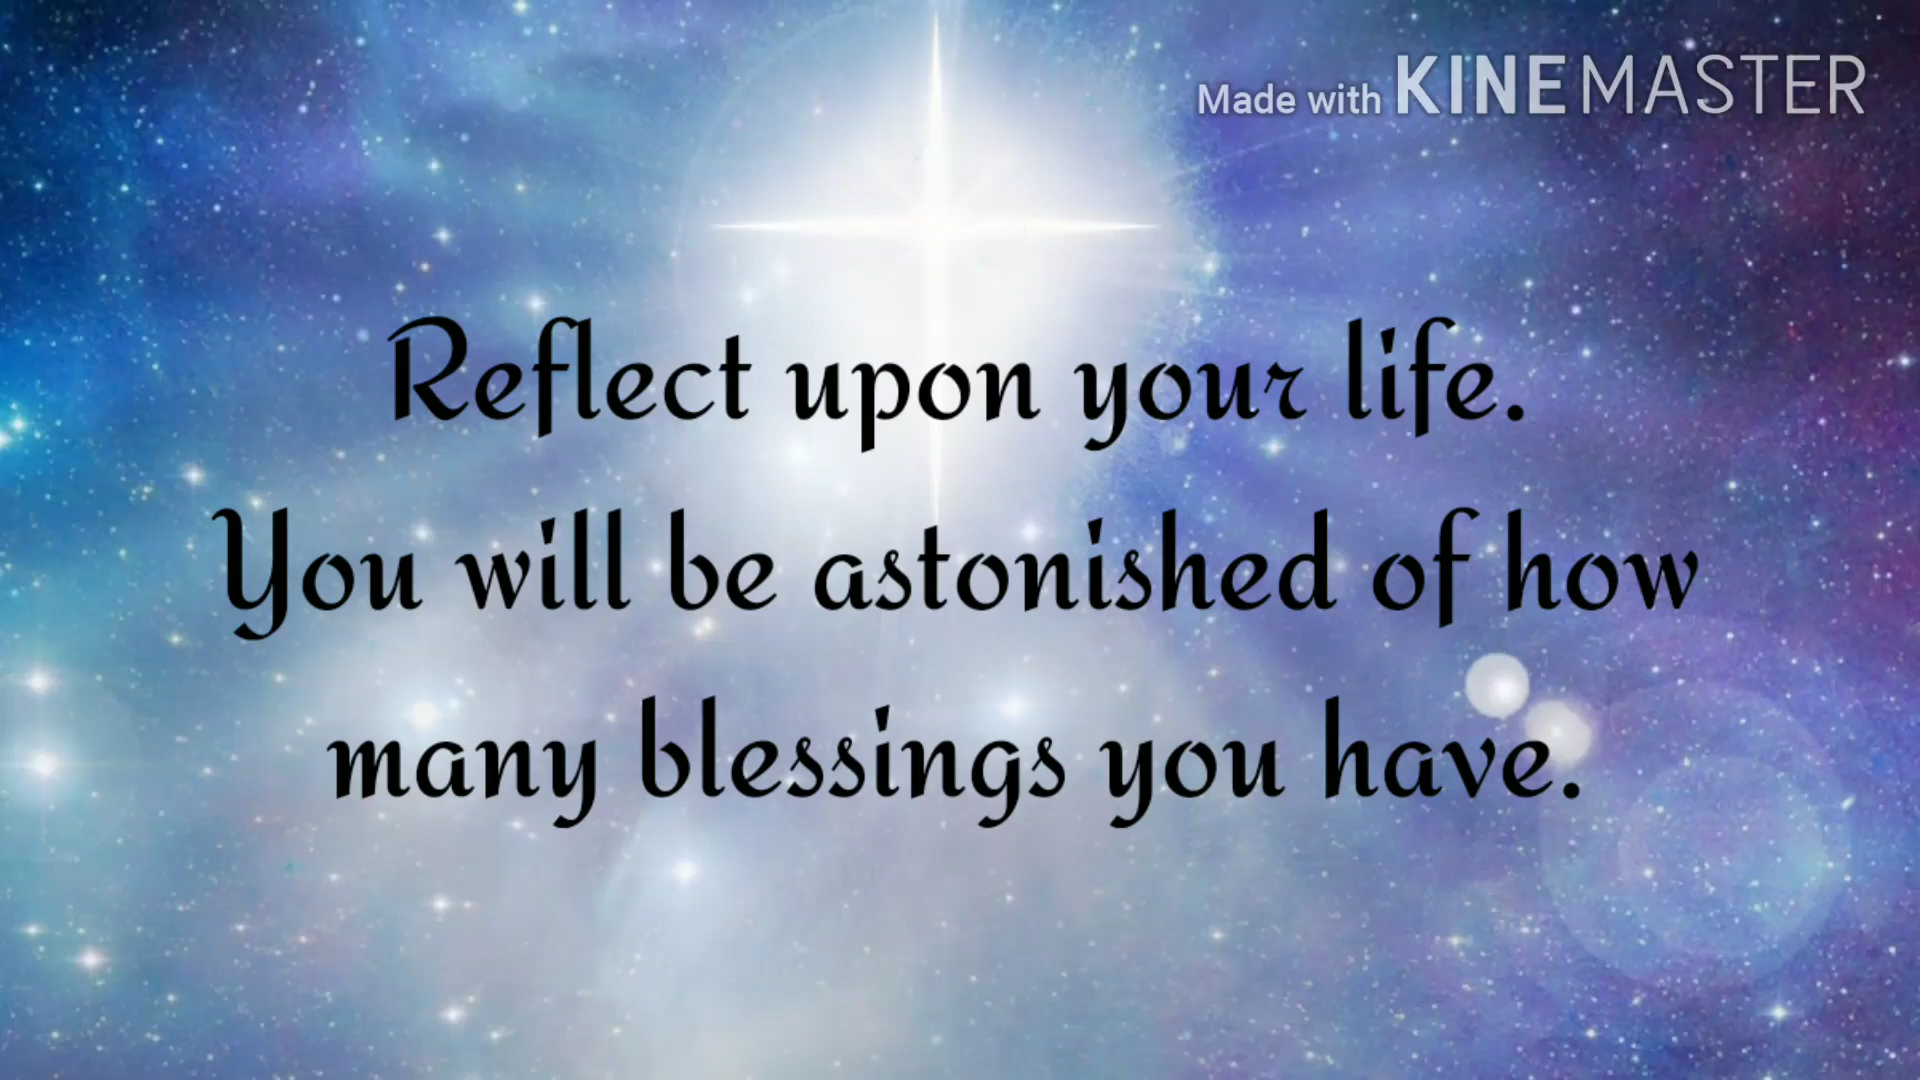 Made with KINEMASTER
Reflect upon your life.
You will be astonished of how
many blessings you have.